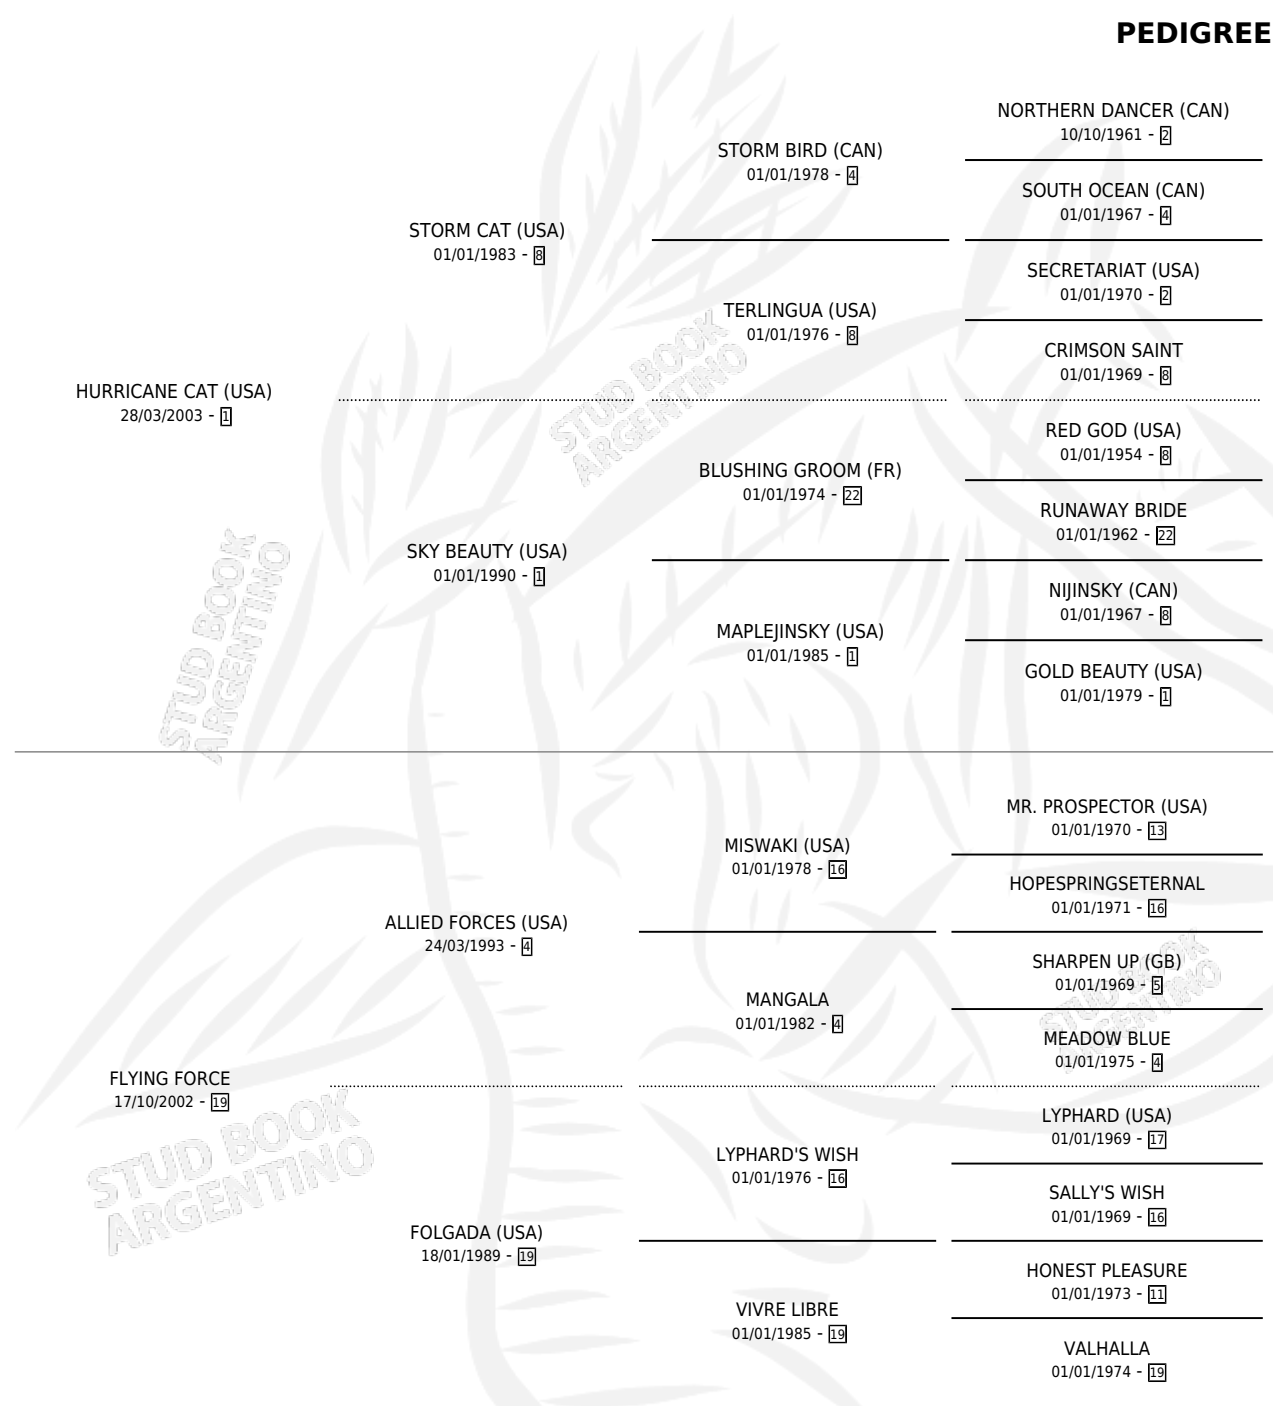 PEDIGREE
NORTHERN DANCER (CAN)
10/10/1961 - 2
STORM BIRD (CAN)
01/01/1978 - 4
SOUTH OCEAN (CAN)
01/01/1967 - 4
STORM CAT (USA)
01/01/1983 - 8
SECRETARIAT (USA)
01/01/1970 - 2
TERLINGUA (USA)
01/01/1976 - 8
CRIMSON SAINT
01/01/1969 - 8
HURRICANE CAT (USA)
28/03/2003 - 1
RED GOD (USA)
01/01/1954 - 8
BLUSHING GROOM (FR)
01/01/1974 - 22
RUNAWAY BRIDE
01/01/1962 - 22
SKY BEAUTY (USA)
01/01/1990 - 1
NIJINSKY (CAN)
01/01/1967 - 8
MAPLEJINSKY (USA)
01/01/1985 - 1
GOLD BEAUTY (USA)
01/01/1979 - 1
MR. PROSPECTOR (USA)
01/01/1970 - 13
MISWAKI (USA)
01/01/1978 - 16
HOPESPRINGSETERNAL
01/01/1971 - 16
ALLIED FORCES (USA)
24/03/1993 - 4
SHARPEN UP (GB)
01/01/1969 - 5
MANGALA
01/01/1982 - 4
MEADOW BLUE
01/01/1975 - 4
FLYING FORCE
17/10/2002 - 19
LYPHARD (USA)
01/01/1969 - 17
LYPHARD'S WISH
01/01/1976 - 16
SALLY'S WISH
01/01/1969 - 16
FOLGADA (USA)
18/01/1989 - 19
HONEST PLEASURE
01/01/1973 - 11
VIVRE LIBRE
01/01/1985 - 19
VALHALLA
01/01/1974 - 19
STUD BOOK
ARGENTINO
STUD BOOK
ARGENTINO
STUD BOOK
ARGENTINO
STUD BOOK
ARGENTINO